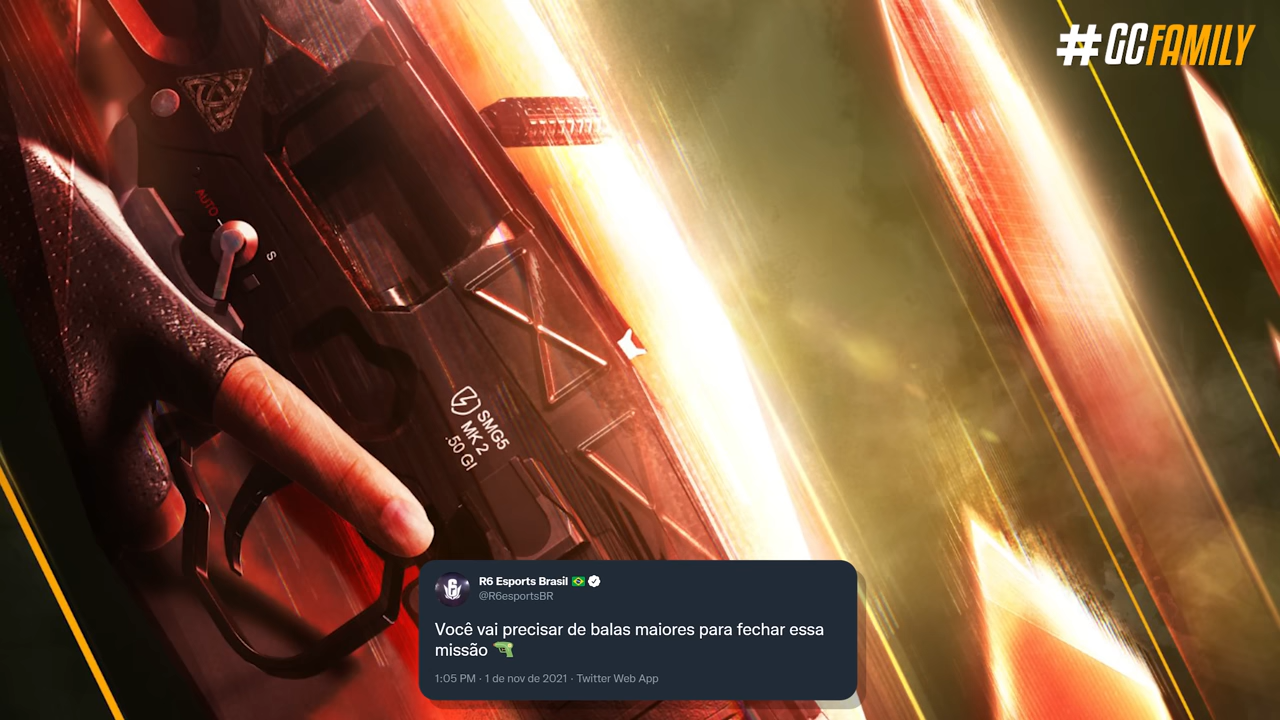 #GCFAMILY
AUTO
S
SMG5
MK 2
.50 GI
R6 Esports Brasil 🇧🇷
@R6esportsBR
Você vai precisar de balas maiores para fechar essa
missão 🔫
1:05 PM · 1 de nov de 2021 · Twitter Web App